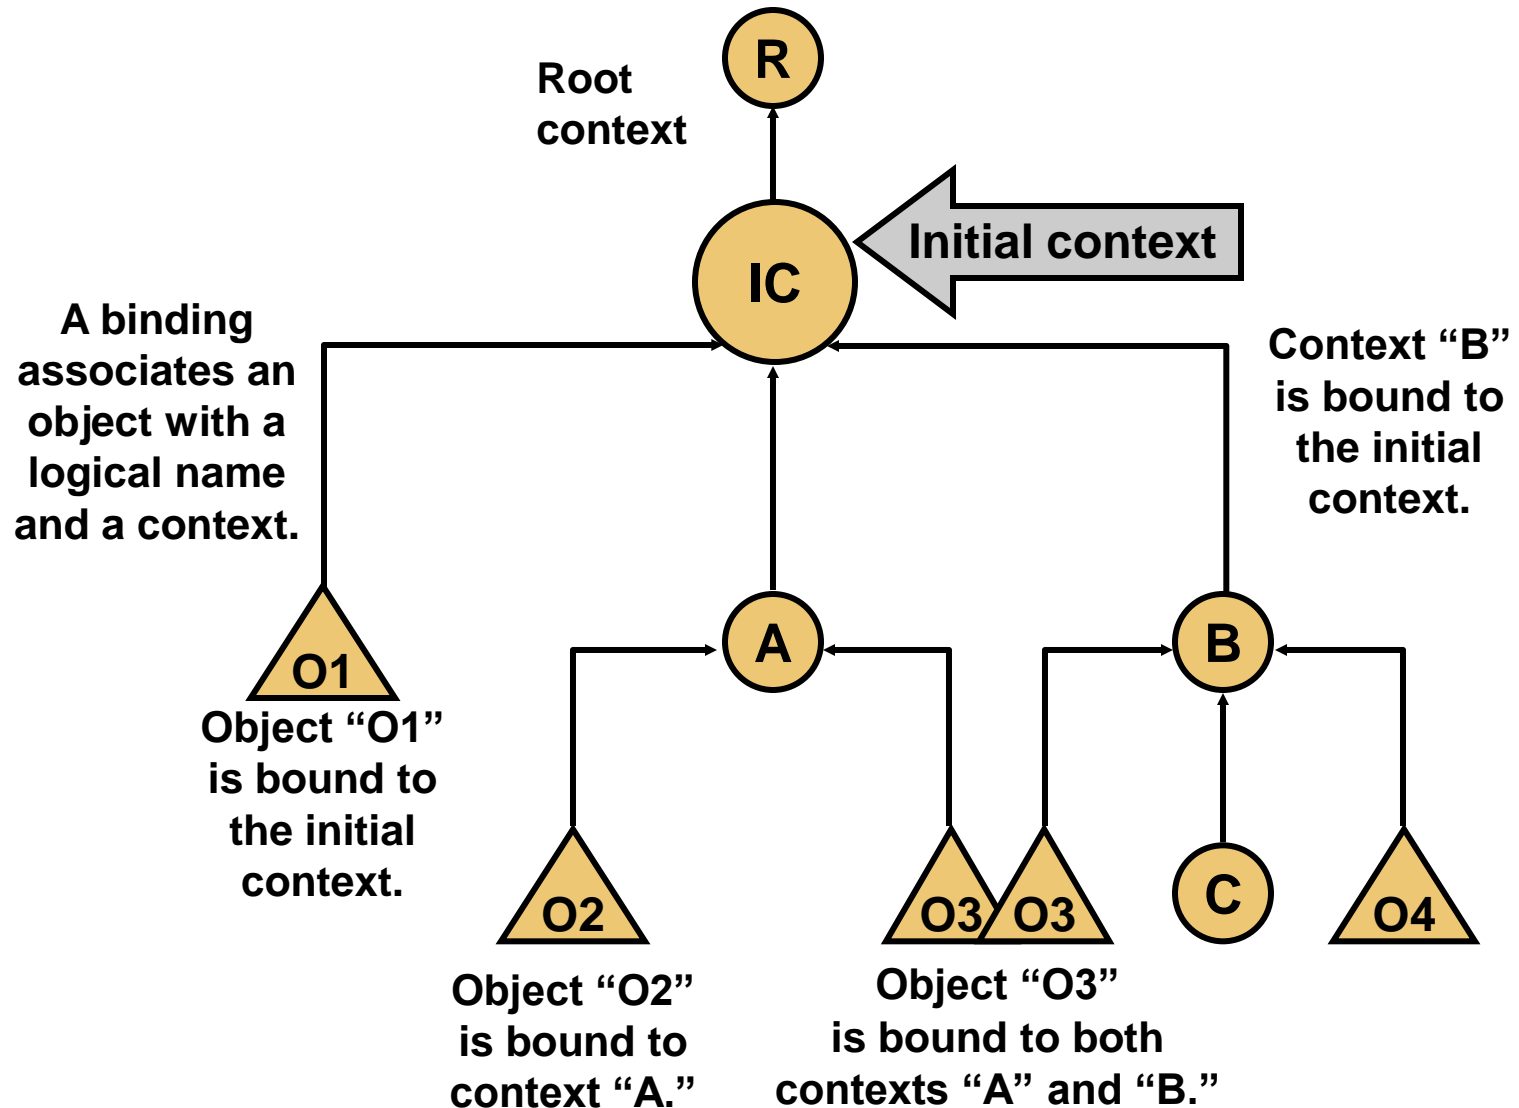 R
Root
context
Initial context
IC
A binding
associates an
object with a
logical name
and a context.
Context “B”
is bound to
the initial
context.
O1
A
B
Object “O1”
is bound to
the initial
context.
O2
O3
O3
C
O4
Object “O2”
is bound to
context “A.”
Object “O3”
is bound to both
contexts “A” and “B.”